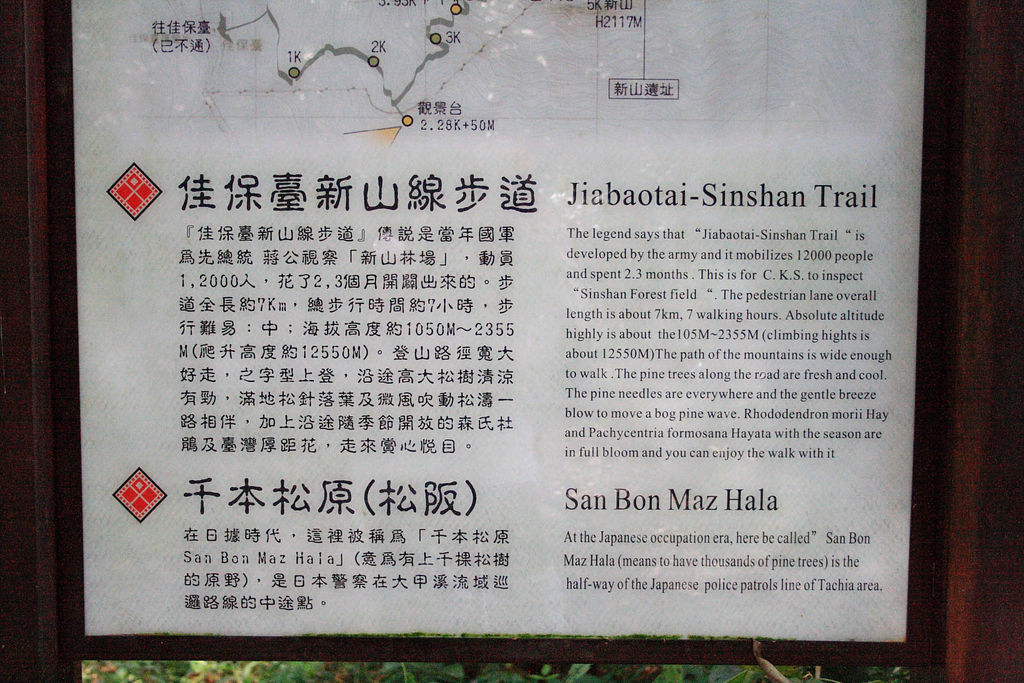 往佳保臺
(已不通)
1K
2K
3K
5K新山
H2117M
新山遺址
觀景台
2.28K+50M
佳保臺新山線步道
『佳保臺新山線步道』傳說是當年國軍
為先總統 蔣公視察「新山林場」，動員
1,2000人，花了2,3個月開闢出來的。步
道全長約7Km，總步行時間約7小時，步
行難易：中；海拔高度約1050M～2355
M(爬升高度約12550M)。登山路徑寬大
好走，之字型上登，沿途高大松樹清涼
有勁，滿地松針落葉及微風吹動松濤一
路相伴，加上沿途隨季節開放的森氏杜
鵑及臺灣厚距花，走來賞心悅目。
Jiabaotai-Sinshan Trail
The legend says that “Jiabaotai-Sinshan Trail “ is
developed by the army and it mobilizes 12000 people
and spent 2.3 months . This is for C. K.S. to inspect
“Sinshan Forest field “. The pedestrian lane overall
length is about 7km, 7 walking hours. Absolute altitude
highly is about the105M~2355M (climbing hights is
about 12550M)The path of the mountains is wide enough
to walk .The pine trees along the road are fresh and cool.
The pine needles are everywhere and the gentle breeze
blow to move a bog pine wave. Rhododendron morii Hay
and Pachycentria formosana Hayata with the season are
in full bloom and you can enjoy the walk with it
千本松原(松阪)
在日據時代，這裡被稱為「千本松原
San Bon Maz Hala」(意為有上千棵松樹
的原野)，是日本警察在大甲溪流域巡
邏路線的中途點。
San Bon Maz Hala
At the Japanese occupation era, here be called” San Bon
Maz Hala (means to have thousands of pine trees) is the
half-way of the Japanese police patrols line of Tachia area.